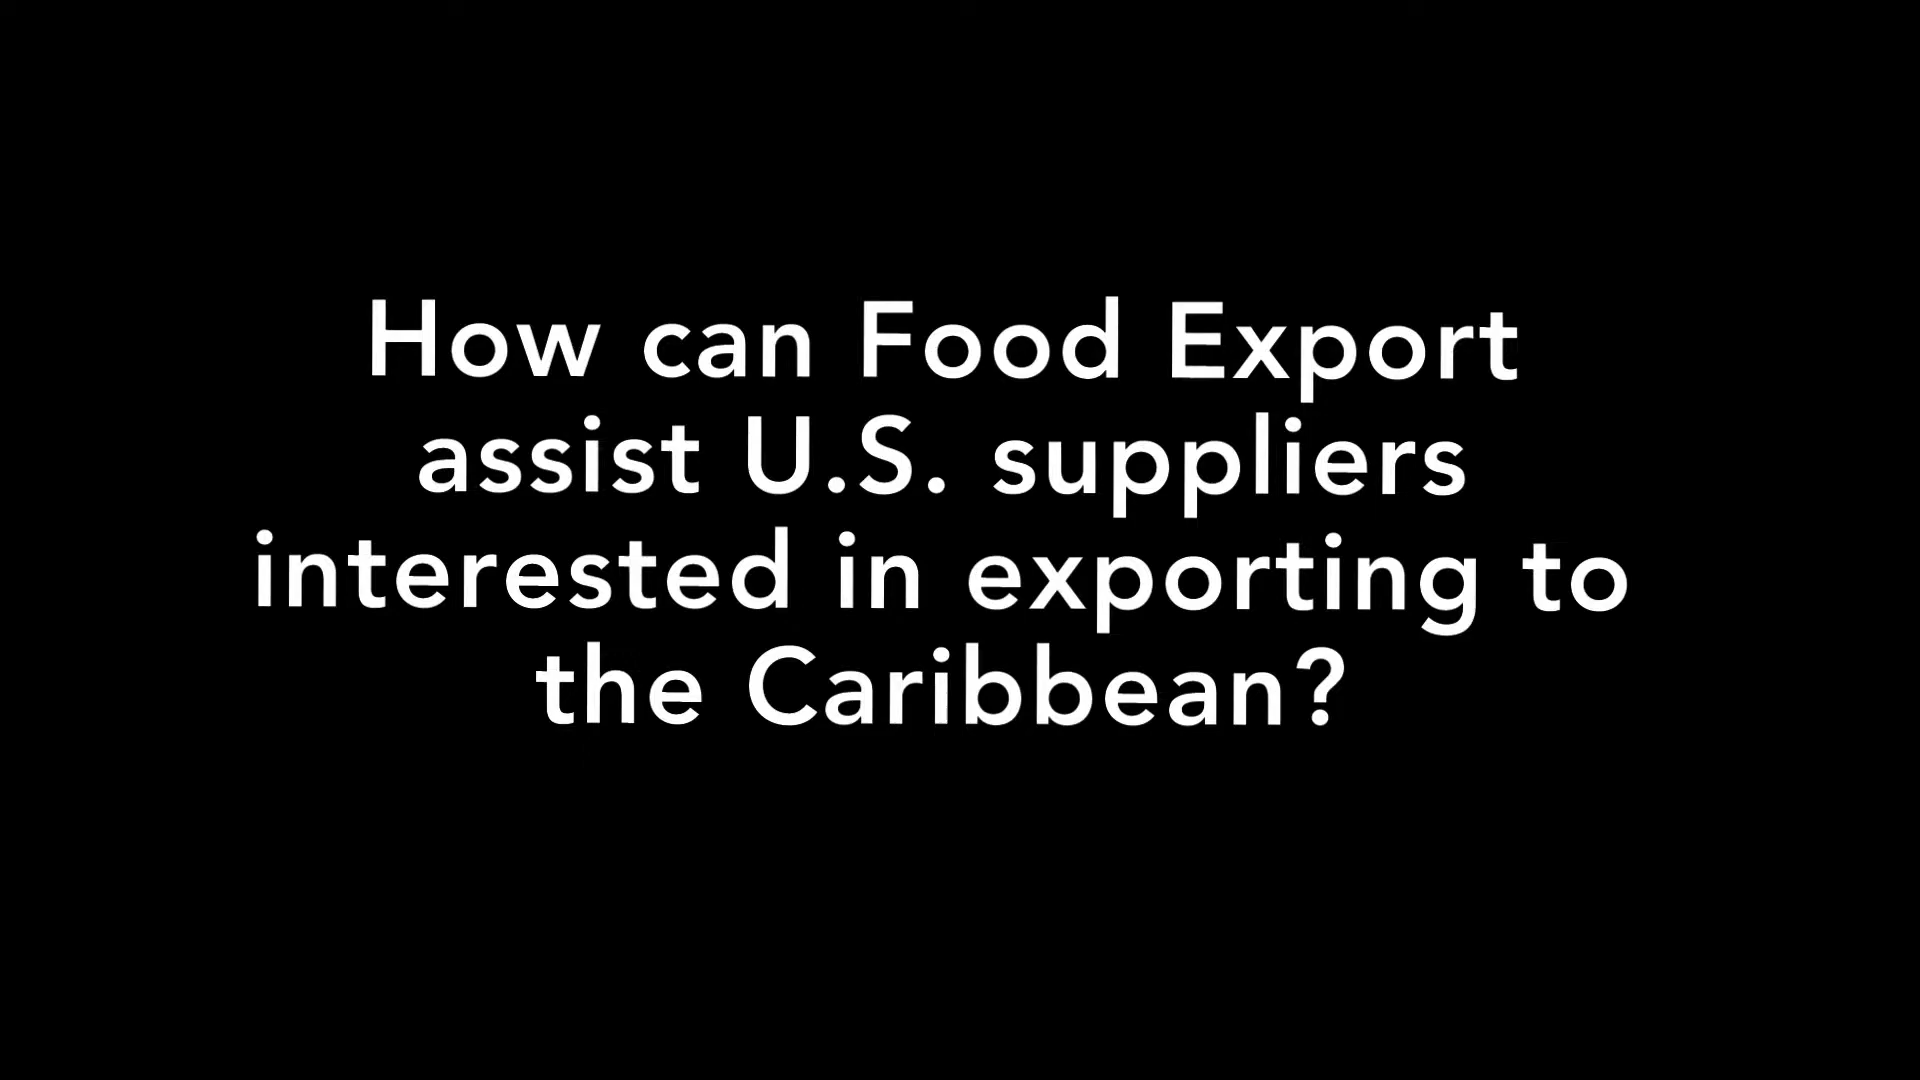 How can Food Export
assist U.S. suppliers
interested in exporting to
the Caribbean?